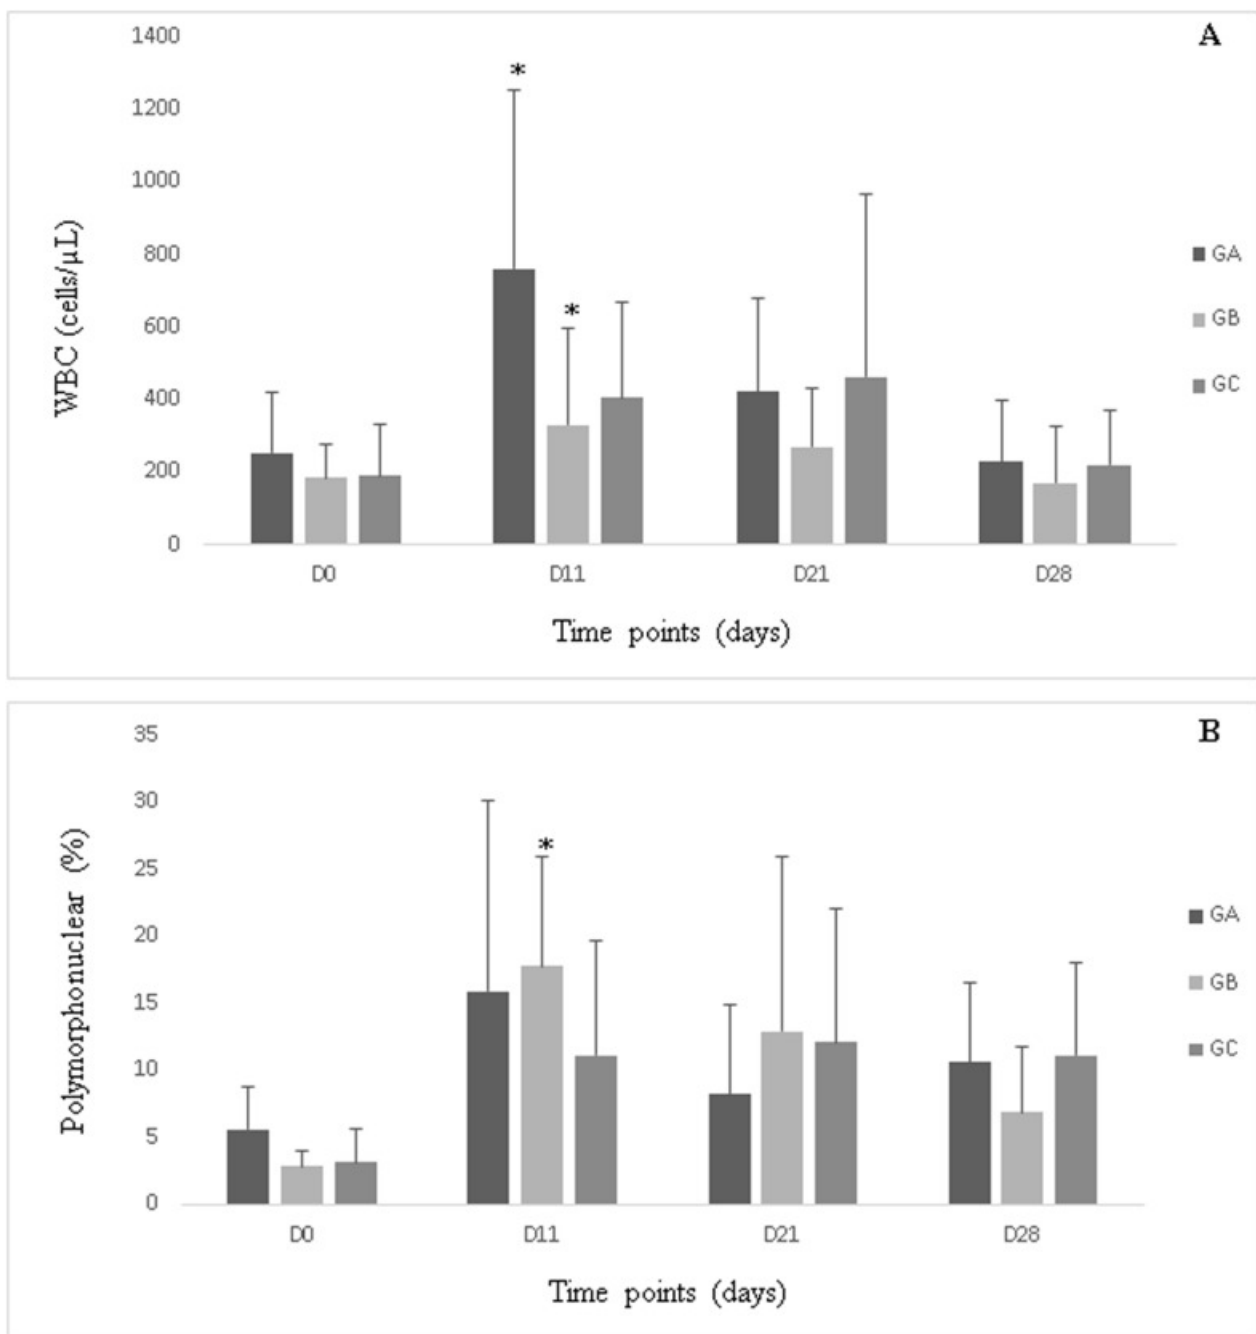 A
1400
1200
1000
800
600
400
200
0
WBC (cells/µL)
*
*
GA
GB
GC
D0 D11 D21 D28
Time points (days)
B
35
30
25
20
15
10
5
0
Polymorphonuclear (%)
*
GA
GB
GC
D0 D11 D21 D28
Time points (days)